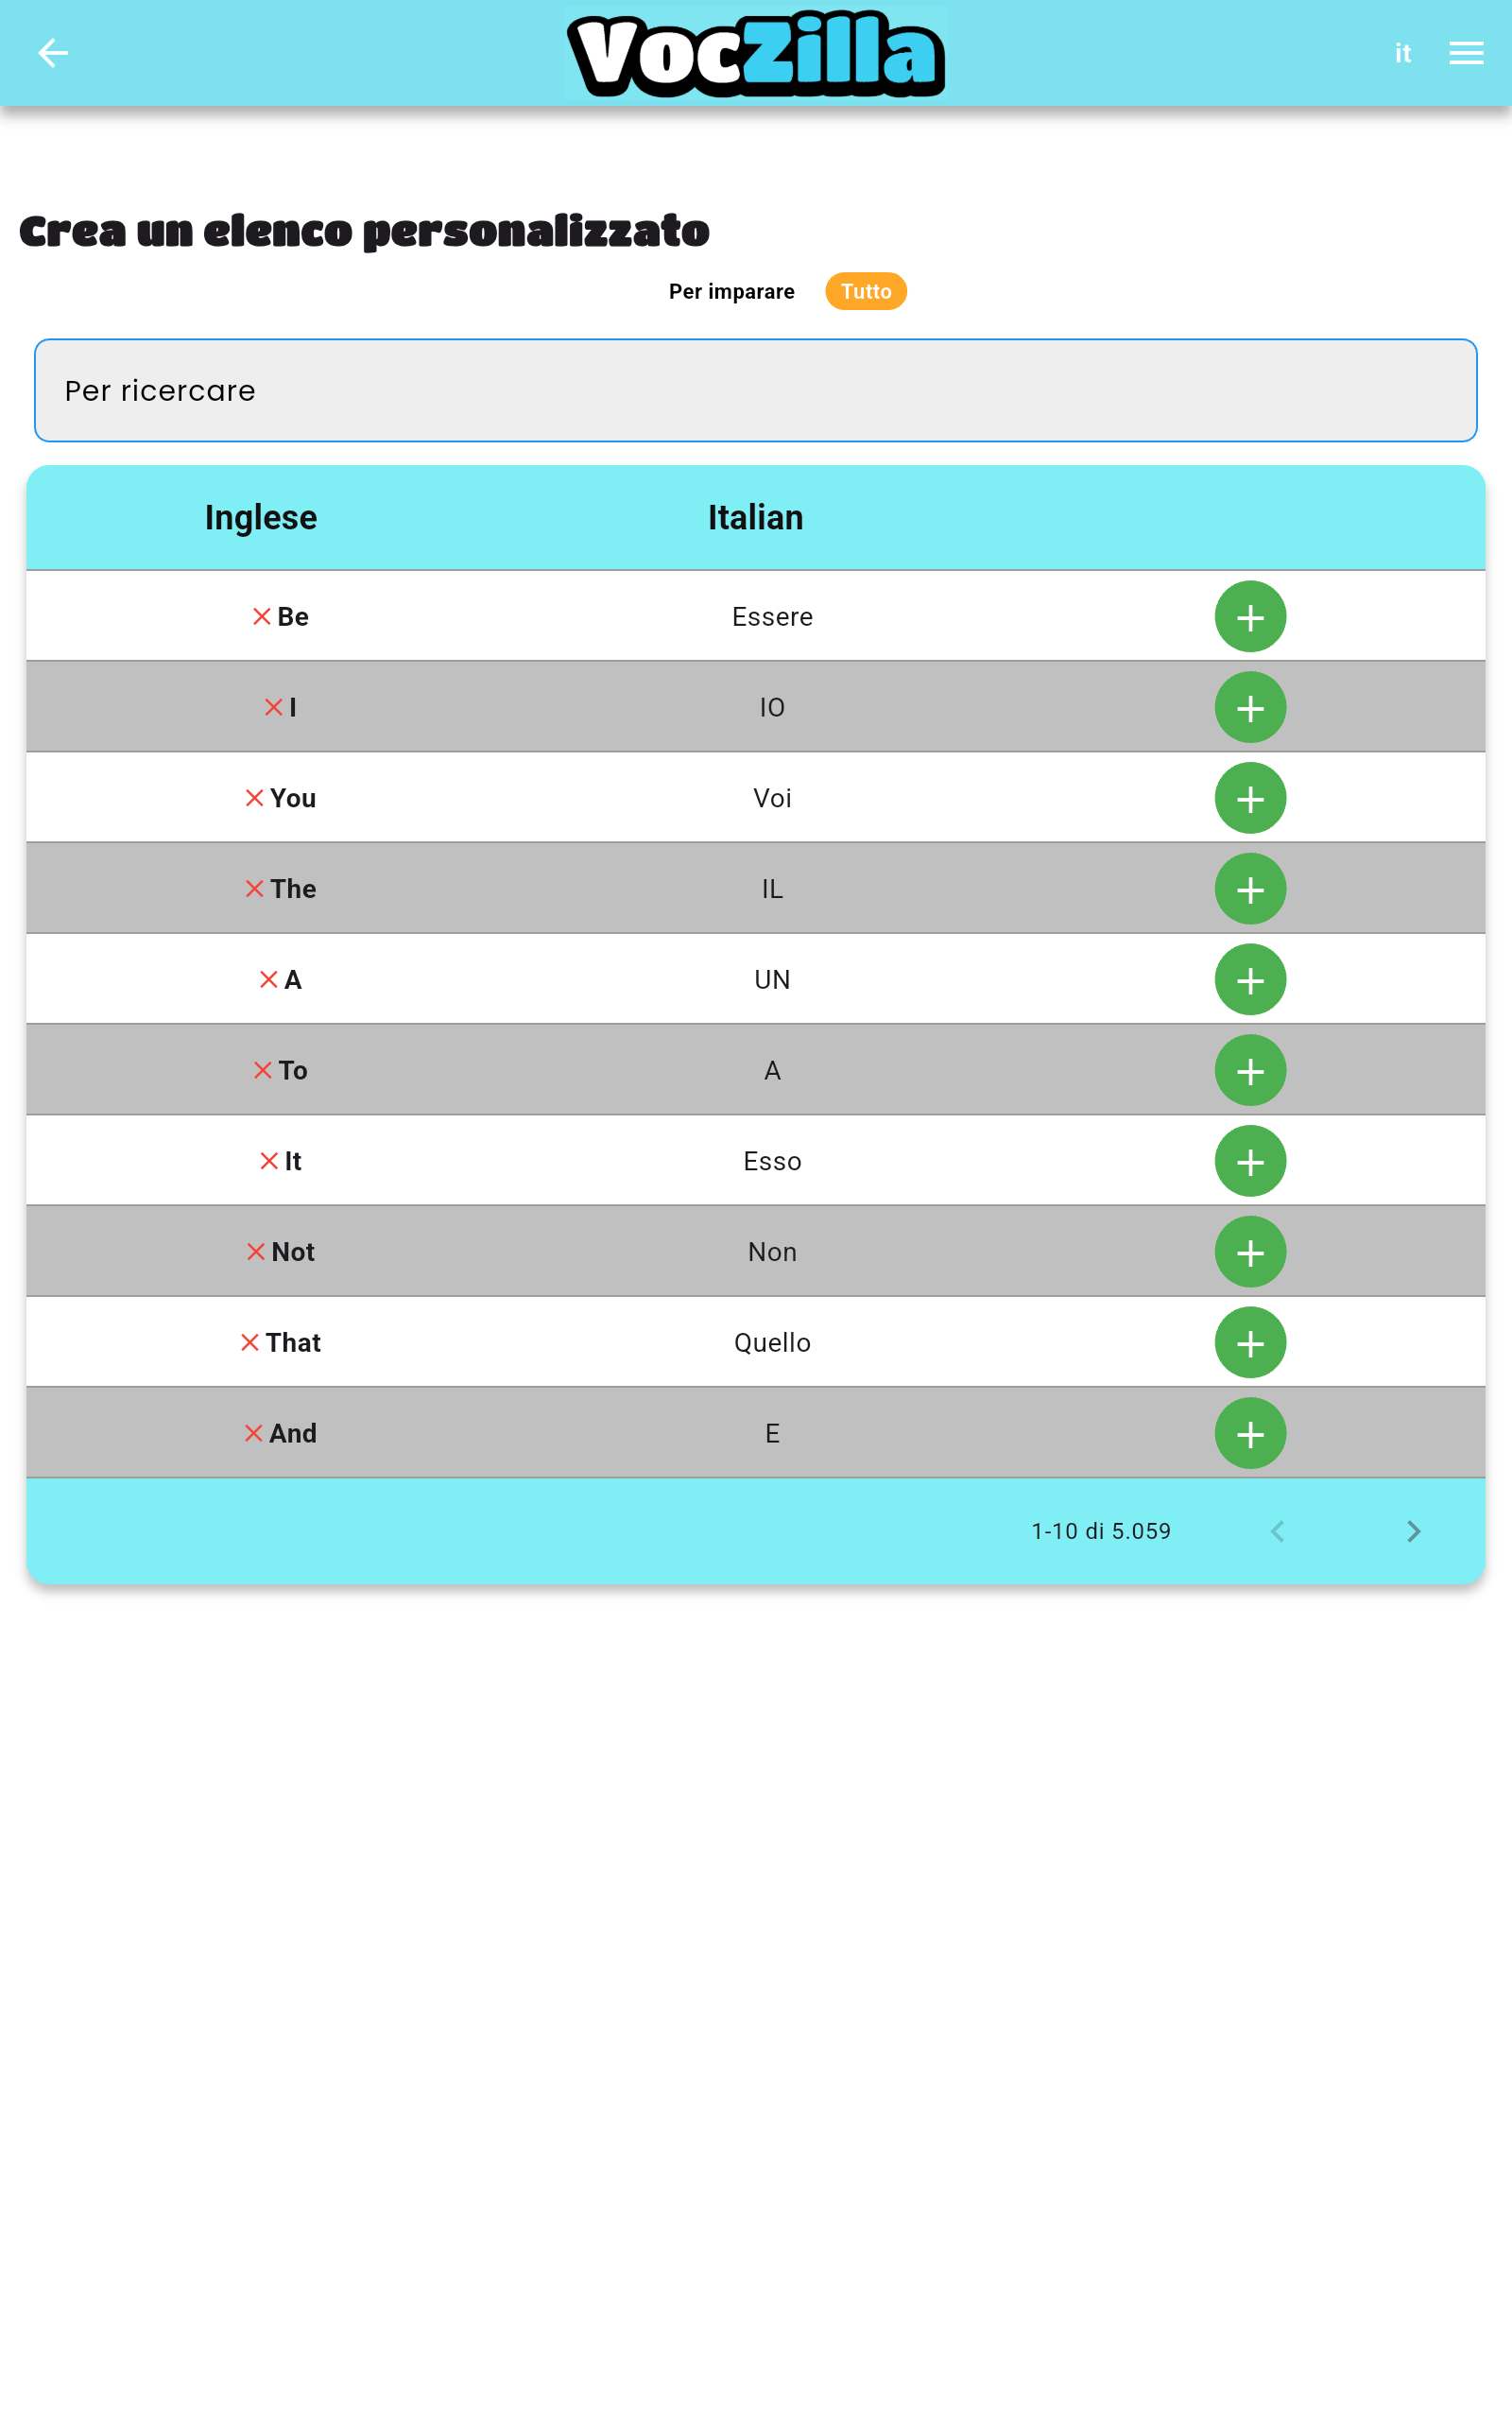 VocZilla
it
Crea un elenco personalizzato
Per imparare Tutto
Per ricercare
Inglese Italian
Be Essere
I IO
You Voi
The IL
A UN
To A
It Esso
Not Non
That Quello
And E
1-10 di 5.059